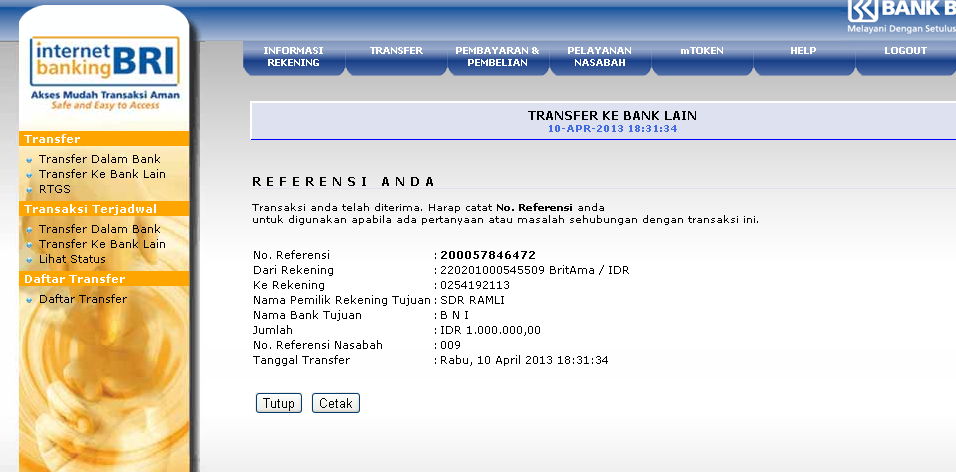 BANK B
Melayani Dengan Setulus
internet
banking BRI
Akses Mudah Transaksi Aman
Safe and Easy to Access
INFORMASI REKENING
TRANSFER
PEMBAYARAN & PEMBELIAN
PELAYANAN NASABAH
mTOKEN
HELP
LOGOUT
Transfer
Transfer Dalam Bank
Transfer Ke Bank Lain
RTGS
Transaksi Terjadwal
Transfer Dalam Bank
Transfer Ke Bank Lain
Lihat Status
Daftar Transfer
Daftar Transfer
TRANSFER KE BANK LAIN
10-APR-2013 18:31:34
REFERENSI ANDA
Transaksi anda telah diterima. Harap catat No. Referensi anda
untuk digunakan apabila ada pertanyaan atau masalah sehubungan dengan transaksi ini.
No. Referensi : 200057846472
Dari Rekening : 220201000545509 BritAma / IDR
Ke Rekening : 0254192113
Nama Pemilik Rekening Tujuan : SDR RAMLI
Nama Bank Tujuan : B N I
Jumlah : IDR 1.000.000,00
No. Referensi Nasabah : 009
Tanggal Transfer : Rabu, 10 April 2013 18:31:34
Tutup Cetak